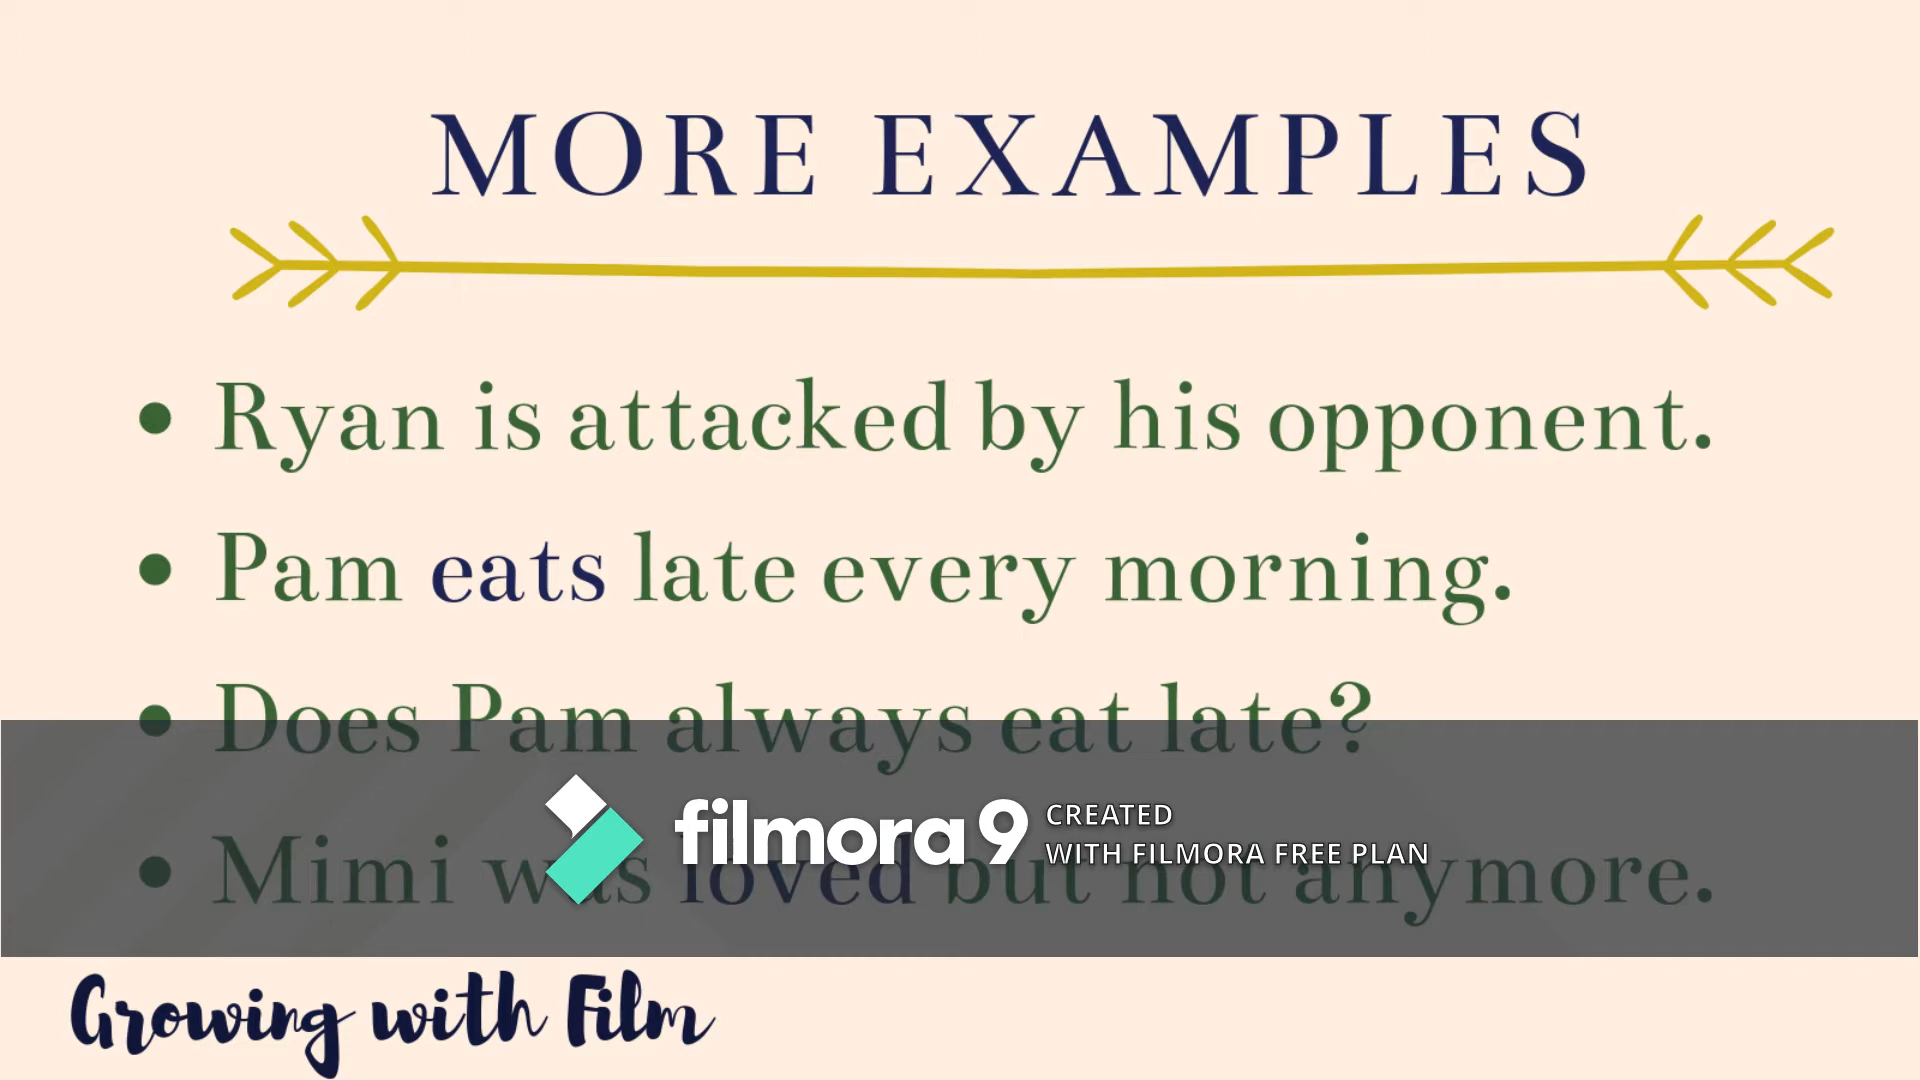 MORE EXAMPLES
• Ryan is attacked by his opponent.
• Pam eats late every morning.
• Does Pam always eat late?
• Mimi was loved but not anymore.
filmora9 CREATED
WITH FILMORA FREE PLAN
Growing with Film